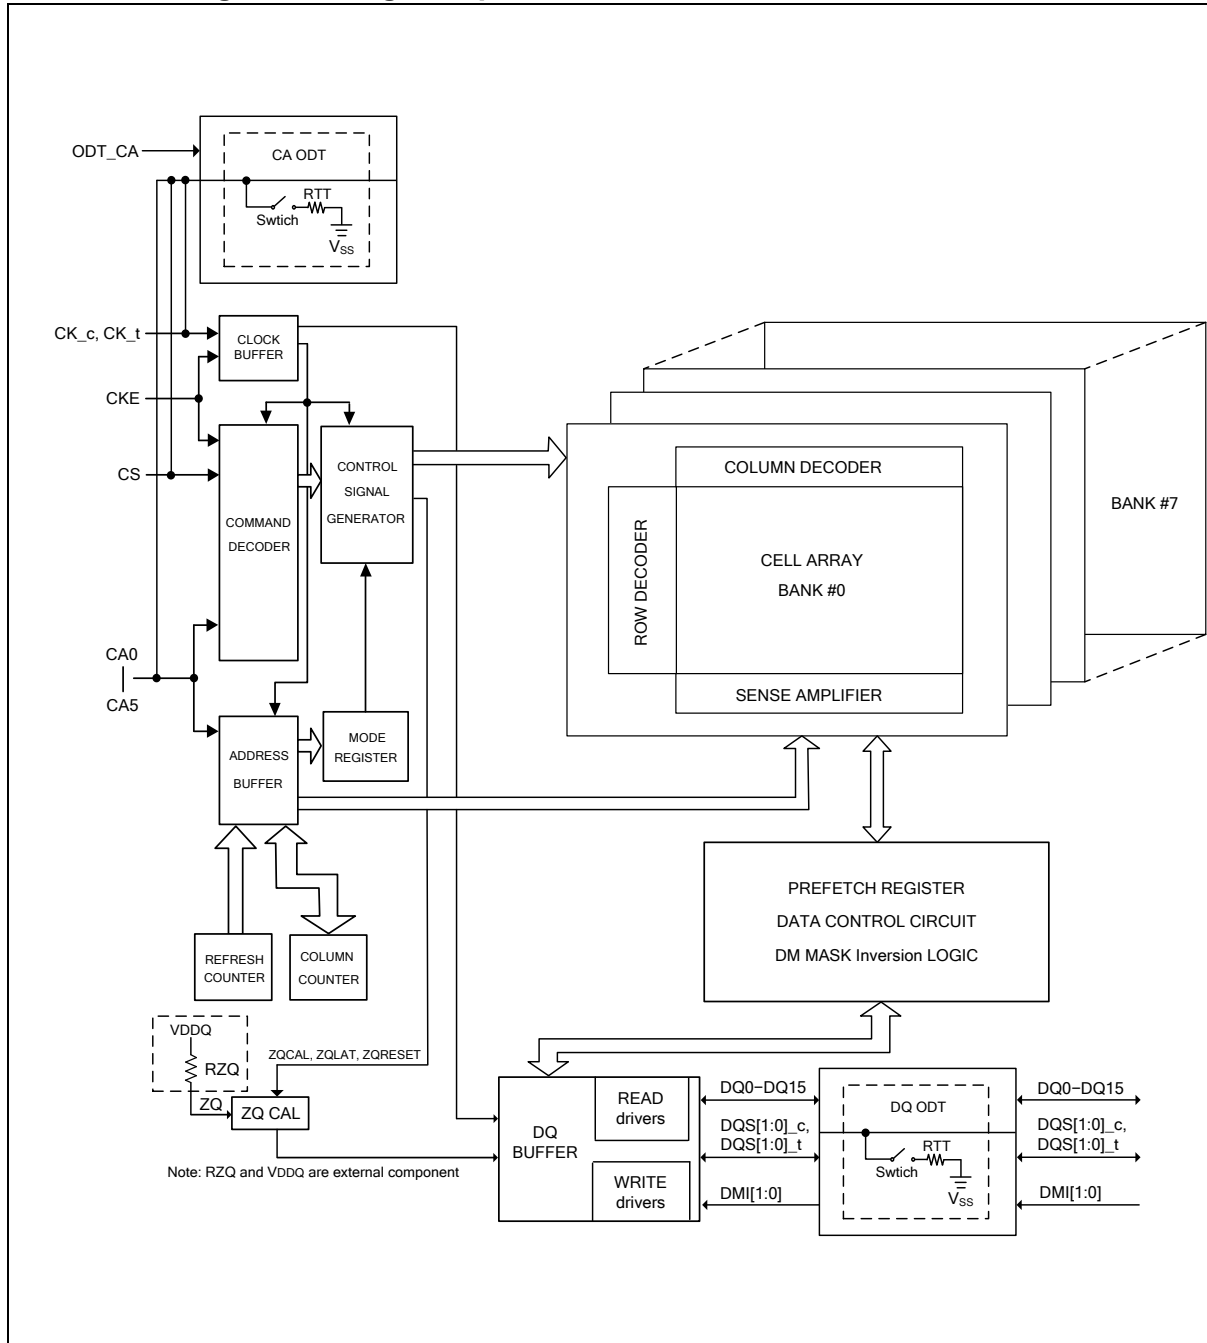 ODT_CA
CA ODT
RTT
Swtich
VSS
CK_c, CK_t
CLOCK
BUFFER
CKE
CS
COMMAND
DECODER
CONTROL
SIGNAL
GENERATOR
COLUMN DECODER
ROW DECODER
CELL ARRAY
BANK #0
SENSE AMPLIFIER
BANK #7
CA0
CA5
ADDRESS
BUFFER
MODE
REGISTER
REFRESH
COUNTER
COLUMN
COUNTER
PREFETCH REGISTER
DATA CONTROL CIRCUIT
DM MASK Inversion LOGIC
VDDQ
RZQ
ZQ
ZQ CAL
ZQCAL, ZQLAT, ZQRESET
Note: RZQ and VDDQ are external component
DQ
BUFFER
READ
drivers
WRITE
drivers
DQ0-DQ15
DQS[1:0]_c,
DQS[1:0]_t
DMI[1:0]
DQ ODT
RTT
Swtich
VSS
DQ0-DQ15
DQS[1:0]_c,
DQS[1:0]_t
DMI[1:0]